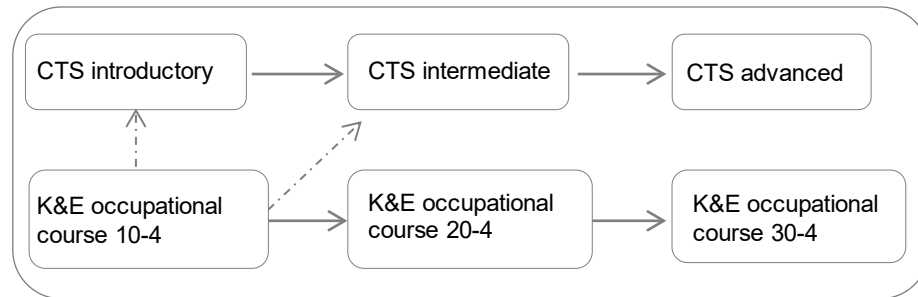 CTS introductory
CTS intermediate
CTS advanced
K&E occupational
course 10-4
K&E occupational
course 20-4
K&E occupational
course 30-4